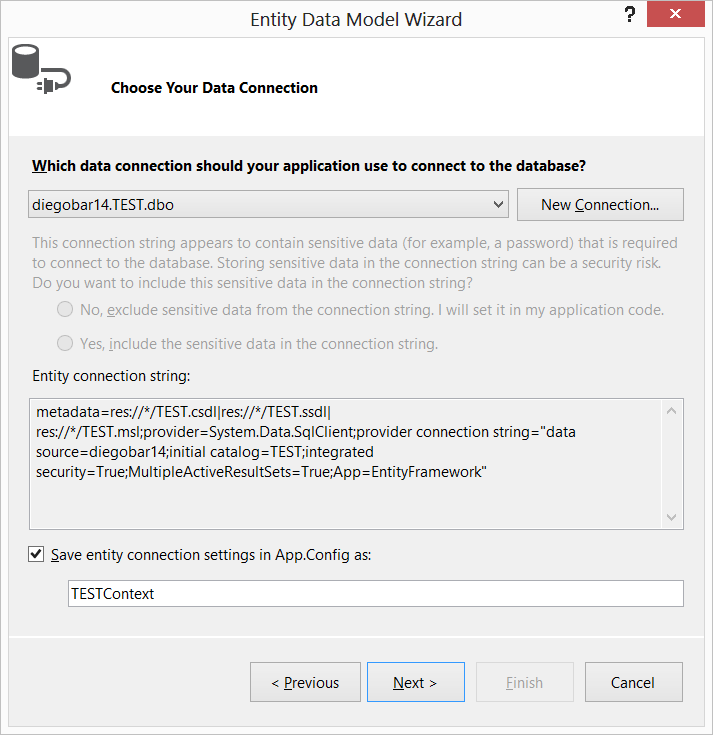 Entity Data Model Wizard
?
Choose Your Data Connection
Which data connection should your application use to connect to the database?
diegobar14.TEST.dbo
New Connection...
This connection string appears to contain sensitive data (for example, a password) that is required
to connect to the database. Storing sensitive data in the connection string can be a security risk.
Do you want to include this sensitive data in the connection string?
No, exclude sensitive data from the connection string. I will set it in my application code.
Yes, include the sensitive data in the connection string.
Entity connection string:
metadata=res://*/TEST.csdl|res://*/TEST.ssdl|
res://*/TEST.msl;provider=System.Data.SqlClient;provider connection string="data
source=diegobar14;initial catalog=TEST;integrated
security=True;MultipleActiveResultSets=True;App=EntityFramework"
Save entity connection settings in App.Config as:
TESTContext
< Previous
Next >
Finish
Cancel